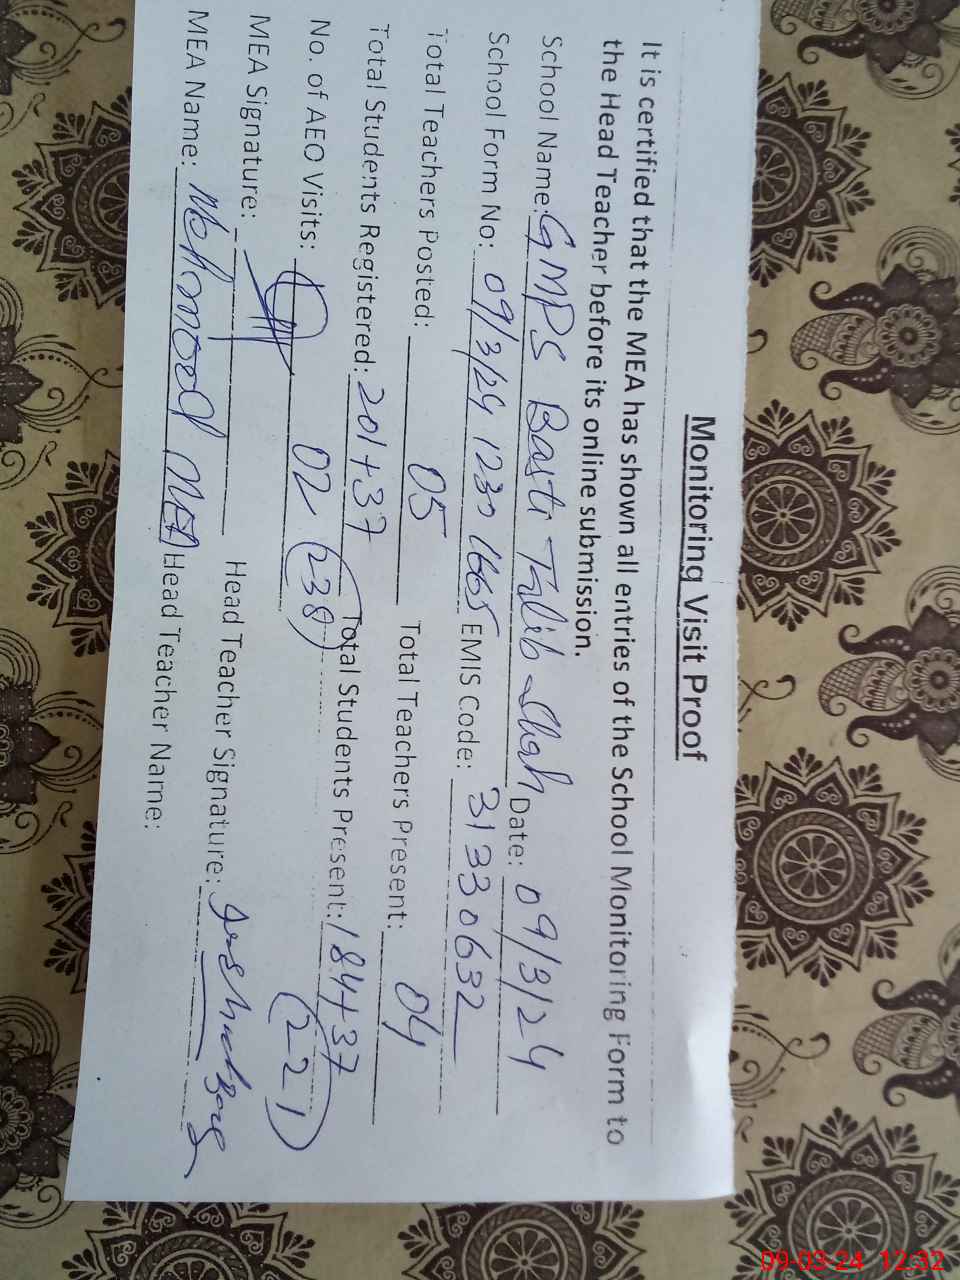 Monitoring Visit Proof
It is certified that the MEA has shown all entries of the School Monitoring Form to
the Head Teacher before its online submission.
School Name: GMPS Basti Talib Shah Date: 09/3/24
School Form No: 09/3/24 1230 1665 EMIS Code: 31330632
Total Teachers Posted: 05 Total Teachers Present: 04
Total Students Registered: 201+37 (238) Total Students Present: 184+37 (221)
No. of AEO Visits: 02
MEA Signature: Head Teacher Signature:
MEA Name: Mehmood MEA Head Teacher Name:
09-03-24 12:32